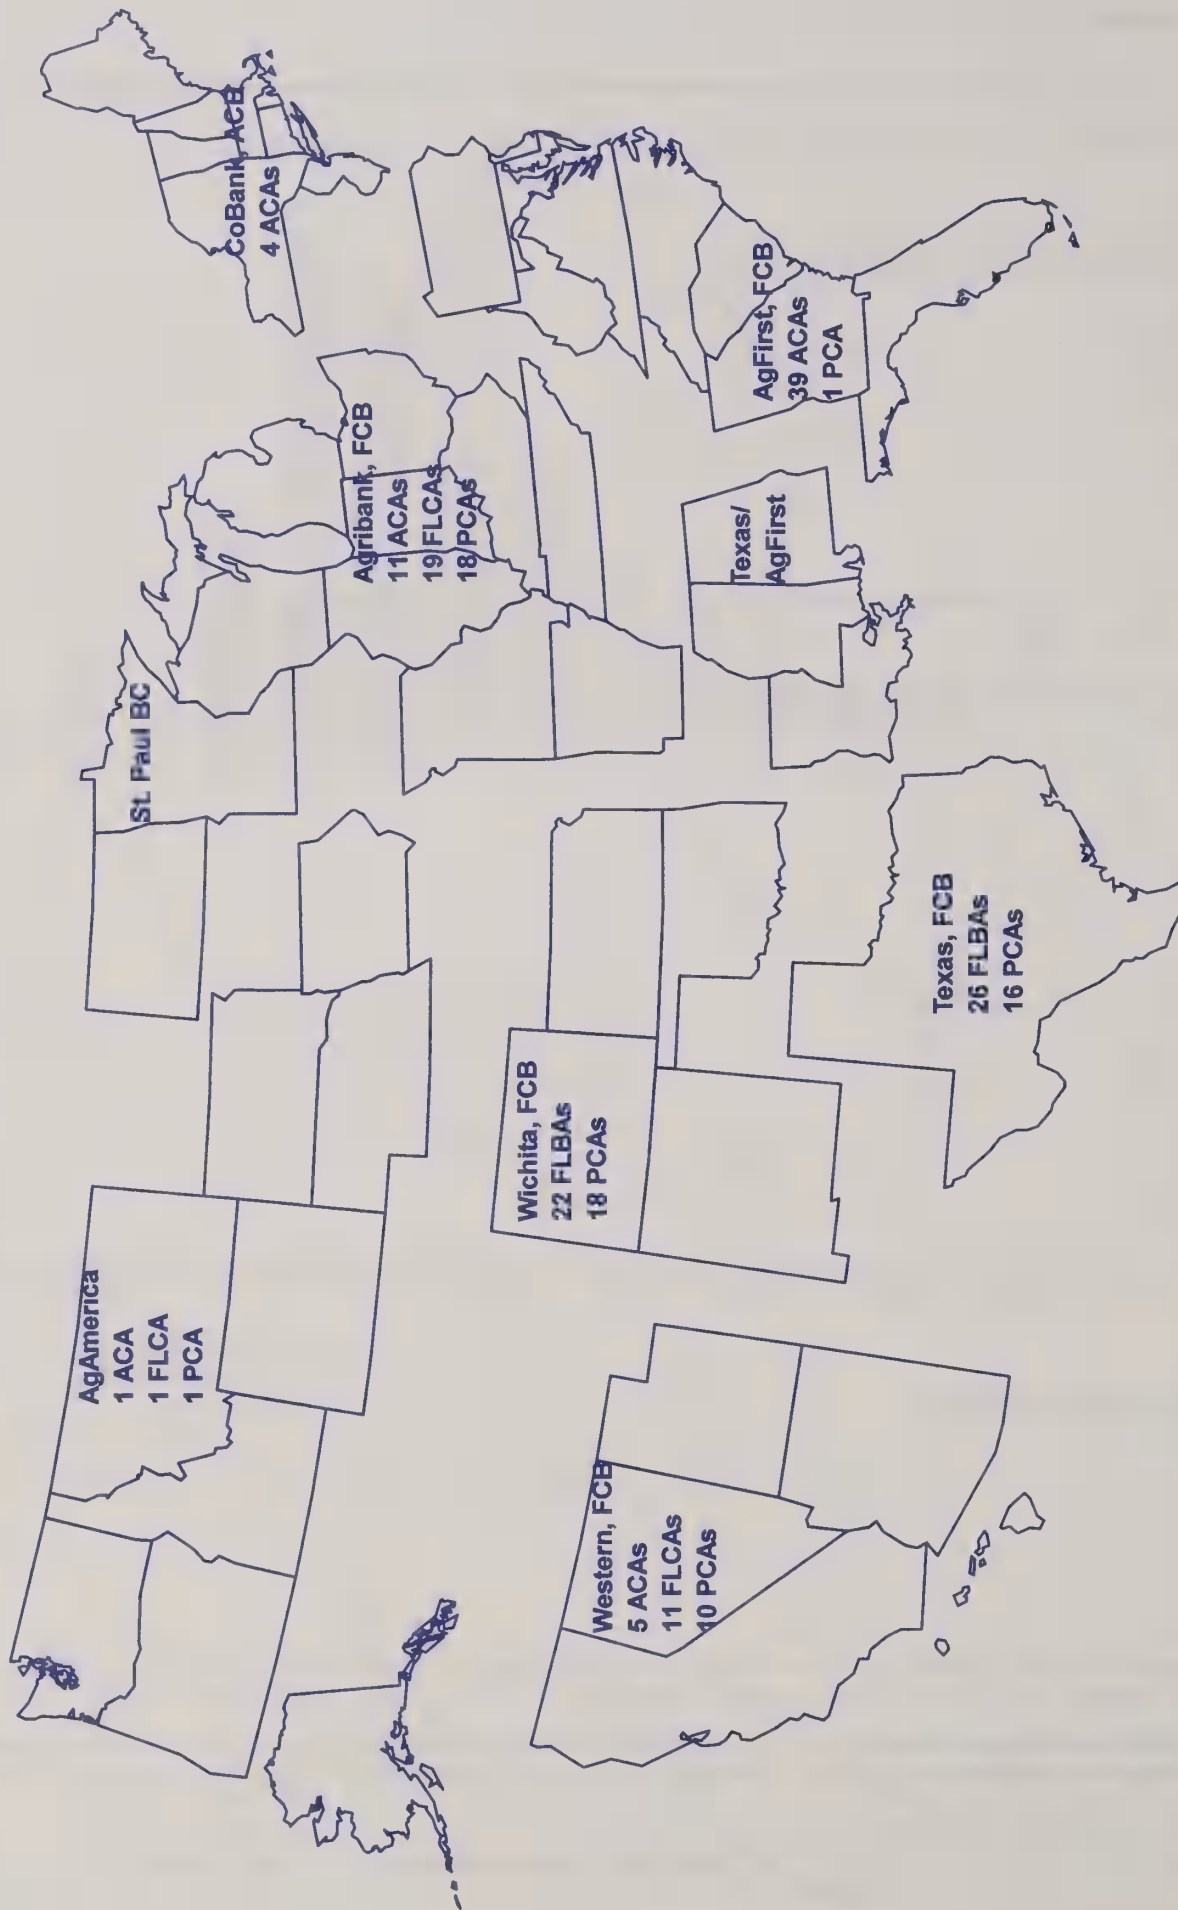 AgAmerica
1 ACA
1 FLCA
1 PCA
St. Paul BC
CoBank, ACB
4 ACAs
Agribank, FCB
11 ACAs
19 FLCAs
18 PCAs
Western, FCB
5 ACAs
11 FLCAs
10 PCAs
Wichita, FCB
22 FLBAs
18 PCAs
Texas/
AgFirst
AgFirst, FCB
39 ACAs
1 PCA
Texas, FCB
26 FLBAs
16 PCAs